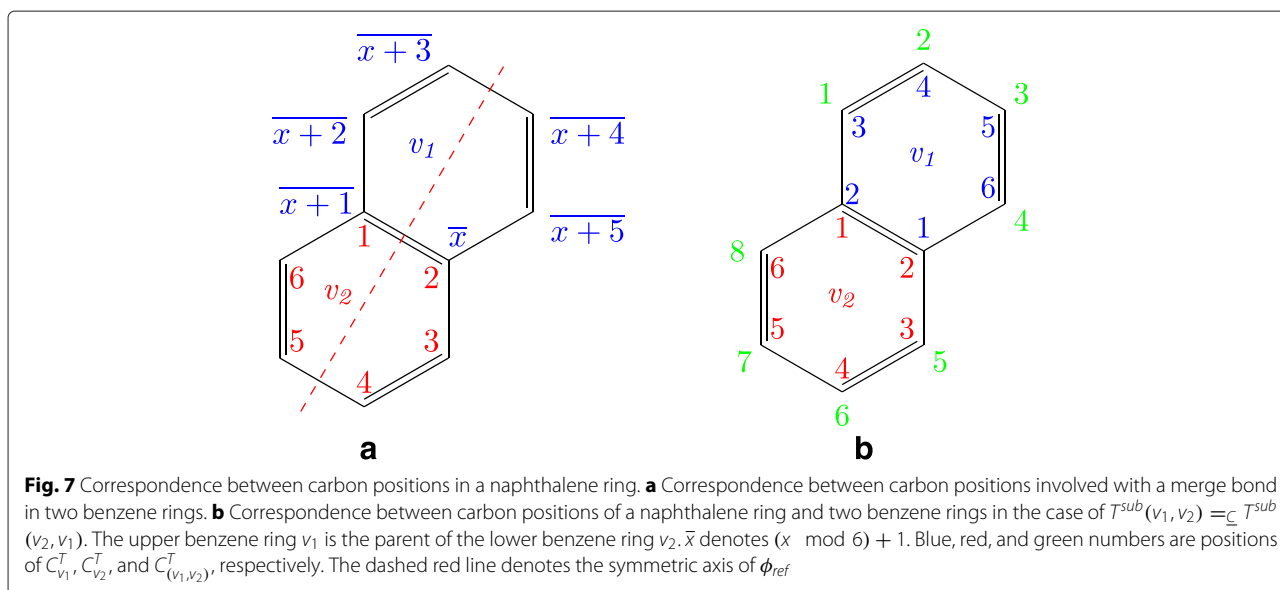 x + 3
x + 2
x + 4
v1
x + 1
x
x + 5
1
2
6
v2
5
3
4
a
2
1
4
3
3
5
v1
6
2
1
4
1
2
8
6
v2
5
3
7
4
5
6
b
Fig. 7 Correspondence between carbon positions in a naphthalene ring. a Correspondence between carbon positions involved with a merge bond
in two benzene rings. b Correspondence between carbon positions of a naphthalene ring and two benzene rings in the case of T^sub(v1, v2) =_C T^sub
(v2, v1). The upper benzene ring v1 is the parent of the lower benzene ring v2. x̅ denotes (x mod 6) + 1. Blue, red, and green numbers are positions
of C^T_v1, C^T_v2, and C^T_(v1,v2), respectively. The dashed red line denotes the symmetric axis of ϕref